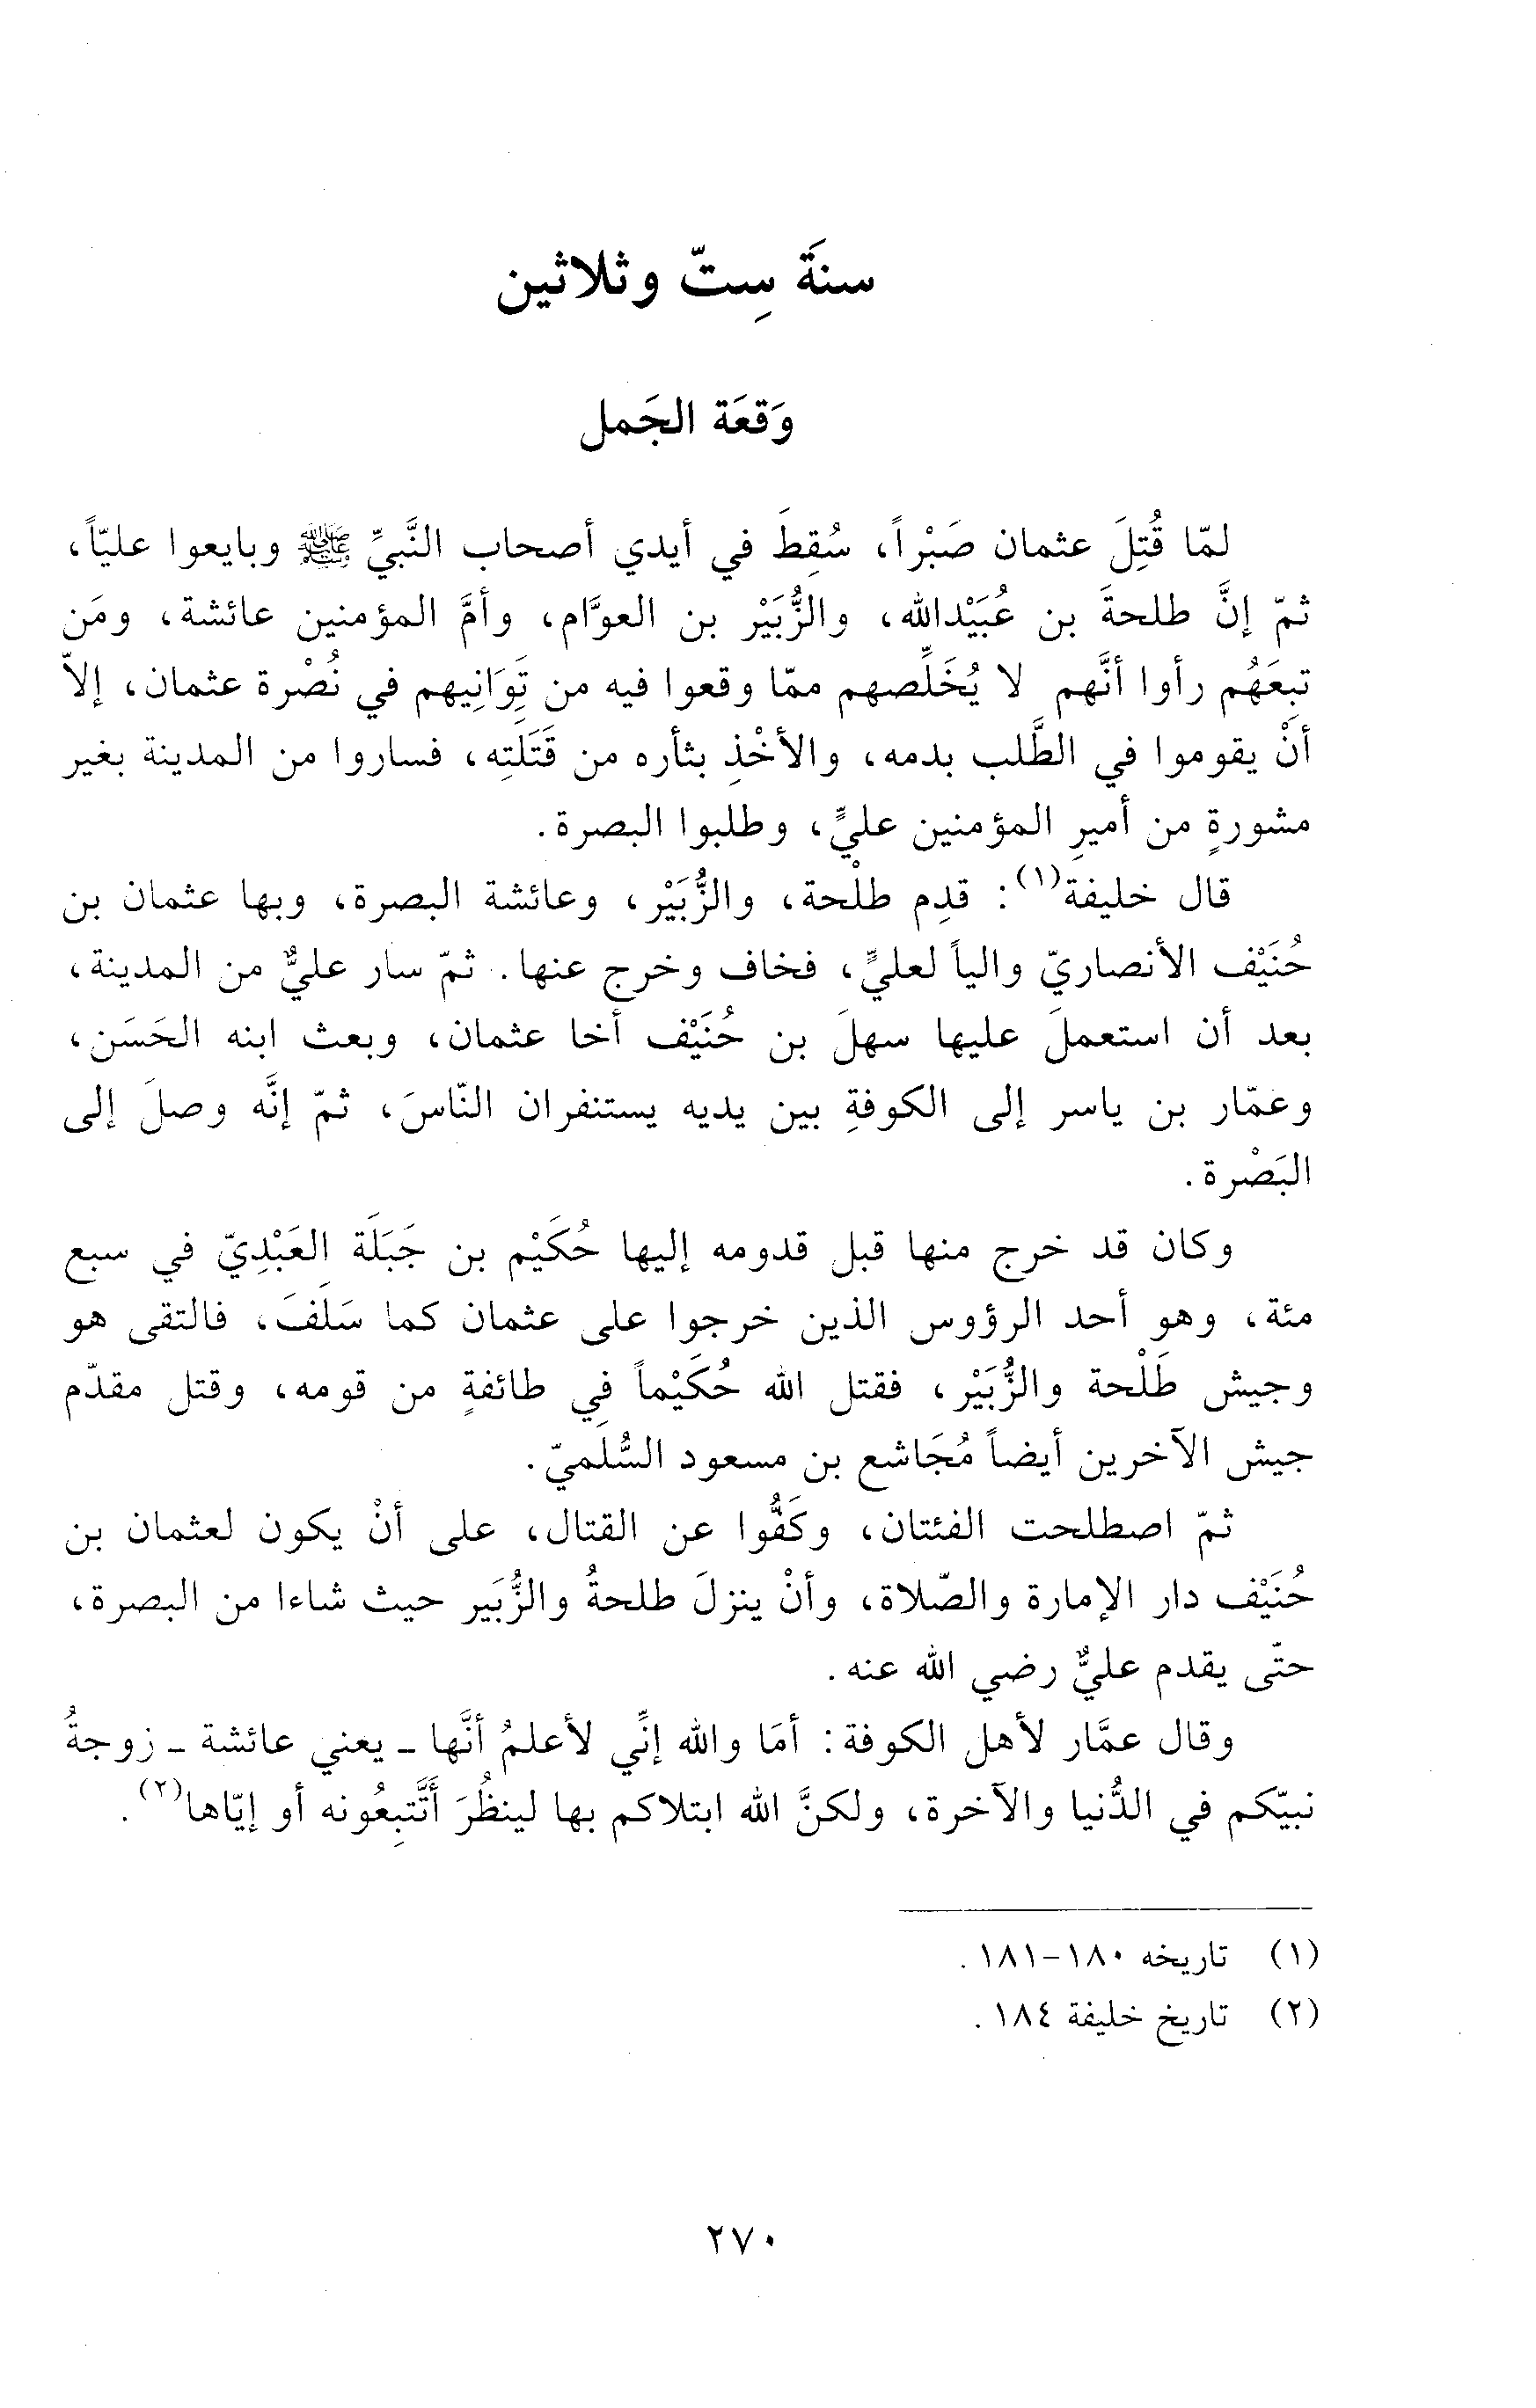 سنةَ سِتّ وثلاثين
وَقعَة الجَمل
لمّا قُتِلَ عثمان صَبْراً، سُقِطَ في أيدي أصحاب النَّبيِّ ﷺ وبايعوا عليّاً،
ثمّ إنَّ طلحةَ بن عُبَيْدالله، والزُّبَيْر بن العوَّام، وأمَّ المؤمنين عائشة، ومَن
تبِعَهُم رأوا أنَّهم لا يُخَلِّصهم ممّا وقعوا فيه من تَوَانِيهم في نُصْرة عثمان، إلاّ
أنْ يقوموا في الطَّلب بدمه، والأخْذِ بثأره من قَتَلَتِه، فساروا من المدينة بغير
مشورةٍ من أميرِ المؤمنين عليٍّ، وطلبوا البصرة.
قال خليفة(١): قدِم طلْحة، والزُّبَيْر، وعائشة البصرة، وبها عثمان بن
حُنَيْف الأنصاريّ والياً لعليٍّ، فخاف وخرج عنها. ثمّ سار عليٌّ من المدينة،
بعد أن استعملَ عليها سهلَ بن حُنَيْف أخا عثمان، وبعث ابنه الحَسَن،
وعمّار بن ياسر إلى الكوفةِ بين يديه يستنفران النّاسَ، ثمّ إنَّه وصلَ إلى
البَصْرة.
وكان قد خرج منها قبل قدومه إليها حُكَيْم بن جَبَلَة العَبْدِيّ في سبع
مئة، وهو أحد الرؤوس الذين خرجوا على عثمان كما سَلَفَ، فالتقى هو
وجيش طَلْحة والزُّبَيْر، فقتل الله حُكَيْماً في طائفةٍ من قومه، وقتل مقدّم
جيش الآخرين أيضاً مُجَاشع بن مسعود السُّلَمِيّ.
ثمّ اصطلحت الفئتان، وكَفُّوا عن القتال، على أنْ يكون لعثمان بن
حُنَيْف دار الإمارة والصّلاة، وأنْ ينزلَ طلحةُ والزُّبَير حيث شاءا من البصرة،
حتّى يقدم عليٌّ رضي الله عنه.
وقال عمَّار لأهل الكوفة: أمَا والله إنِّي لأعلمُ أنَّها ـ يعني عائشة ـ زوجةُ
نبيّكم في الدُّنيا والآخرة، ولكنَّ الله ابتلاكم بها لينظُرَ أَتَّتبِعُونه أو إيّاها(٢).
(١) تاريخه ١٨٠-١٨١.
(٢) تاريخ خليفة ١٨٤.
٢٧٠